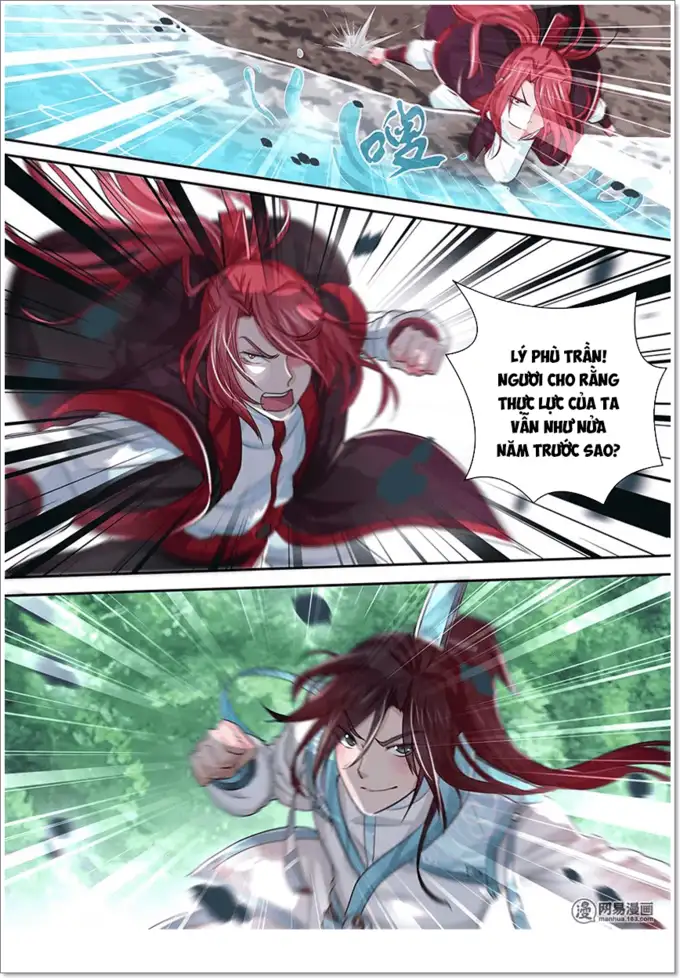 嗖
LÝ PHÙ TRẦN!
NGƯƠI CHO RẰNG
THỰC LỰC CỦA TA
VẪN NHƯ NỬA
NĂM TRƯỚC SAO?
网易漫画
manhua.163.com